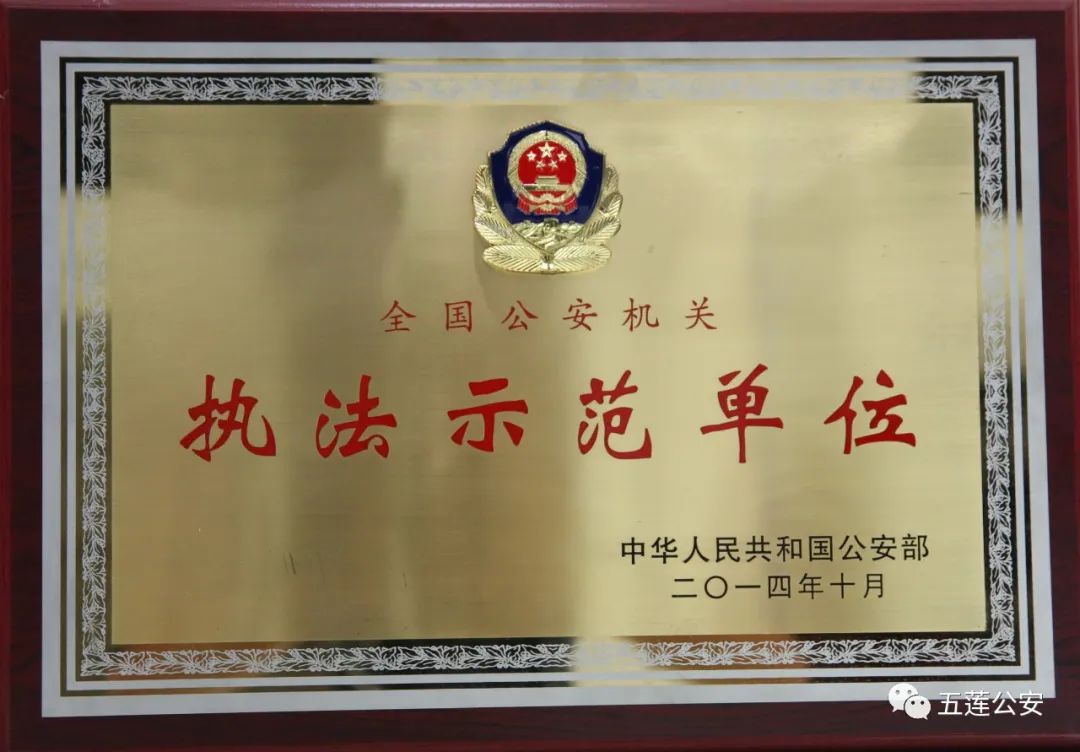 全国公安机关
执法示范单位
中华人民共和国公安部
二〇一四年十月
五莲公安